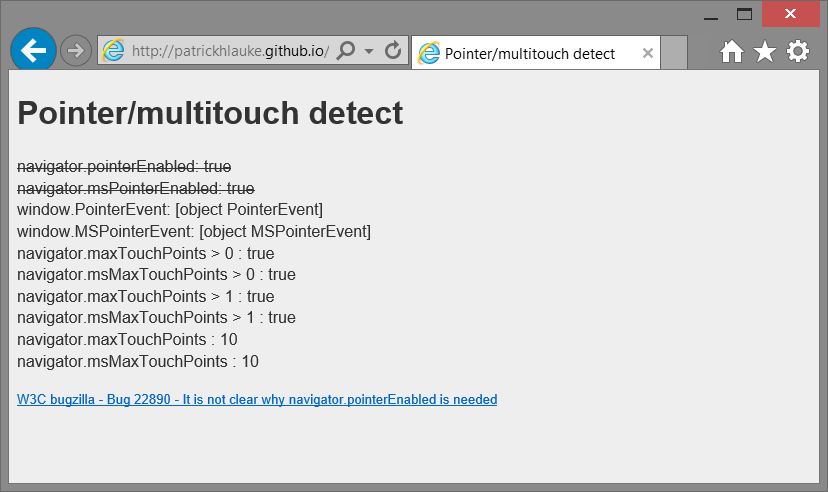 http://patrickhlauke.github.io/
Pointer/multitouch detect
Pointer/multitouch detect
navigator.pointerEnabled: true
navigator.msPointerEnabled: true
window.PointerEvent: [object PointerEvent]
window.MSPointerEvent: [object MSPointerEvent]
navigator.maxTouchPoints > 0 : true
navigator.msMaxTouchPoints > 0 : true
navigator.maxTouchPoints > 1 : true
navigator.msMaxTouchPoints > 1 : true
navigator.maxTouchPoints : 10
navigator.msMaxTouchPoints : 10
W3C bugzilla - Bug 22890 - It is not clear why navigator.pointerEnabled is needed